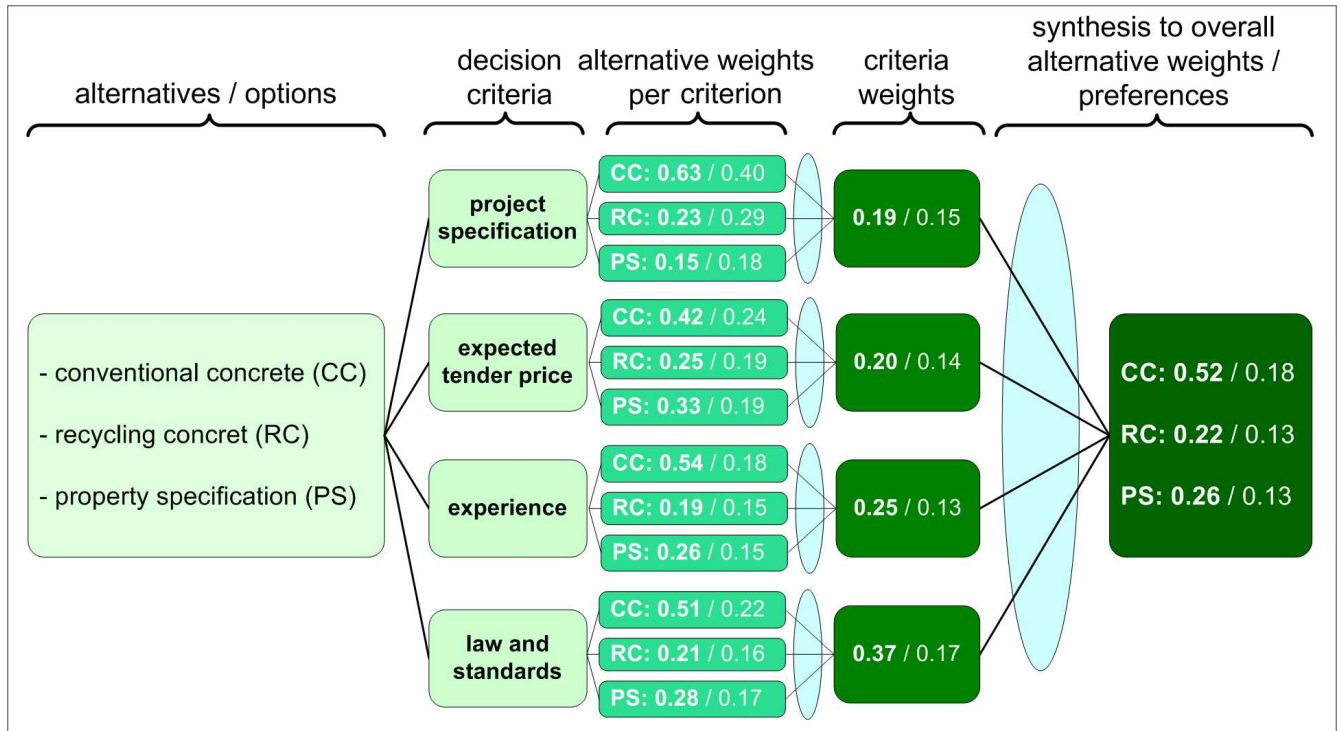 alternatives / options
decision
criteria
alternative weights
per criterion
criteria
weights
synthesis to overall
alternative weights /
preferences
- conventional concrete (CC)
- recycling concret (RC)
- property specification (PS)
project
specification
CC: 0.63 / 0.40
RC: 0.23 / 0.29
PS: 0.15 / 0.18
0.19 / 0.15
expected
tender price
CC: 0.42 / 0.24
RC: 0.25 / 0.19
PS: 0.33 / 0.19
0.20 / 0.14
experience
CC: 0.54 / 0.18
RC: 0.19 / 0.15
PS: 0.26 / 0.15
0.25 / 0.13
law and
standards
CC: 0.51 / 0.22
RC: 0.21 / 0.16
PS: 0.28 / 0.17
0.37 / 0.17
CC: 0.52 / 0.18
RC: 0.22 / 0.13
PS: 0.26 / 0.13